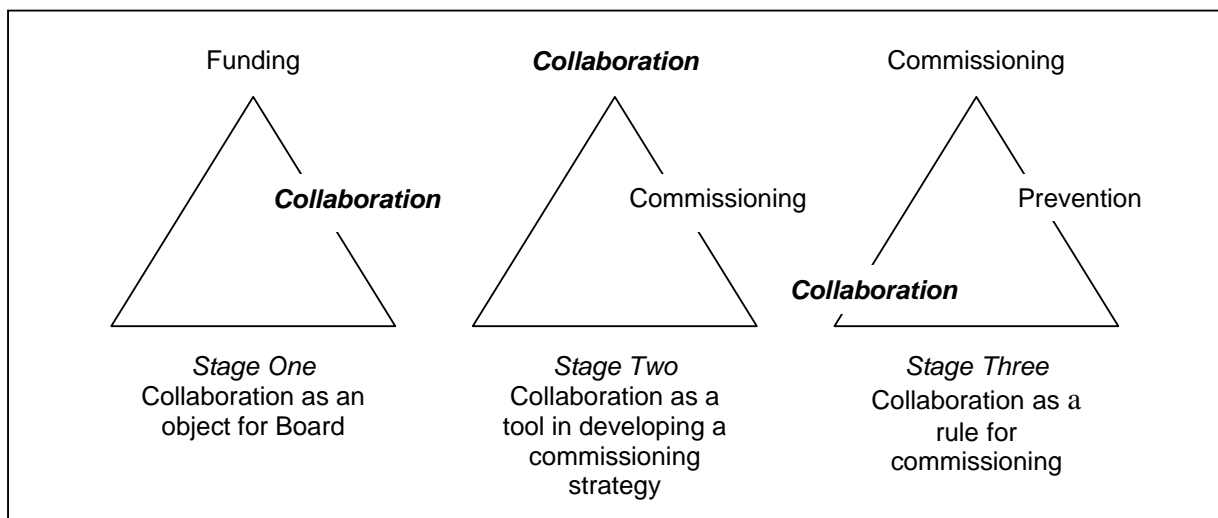 Funding
Collaboration
Stage One
Collaboration as an
object for Board
Collaboration
Commissioning
Stage Two
Collaboration as a
tool in developing a
commissioning
strategy
Commissioning
Prevention
Collaboration
Stage Three
Collaboration as a
rule for
commissioning